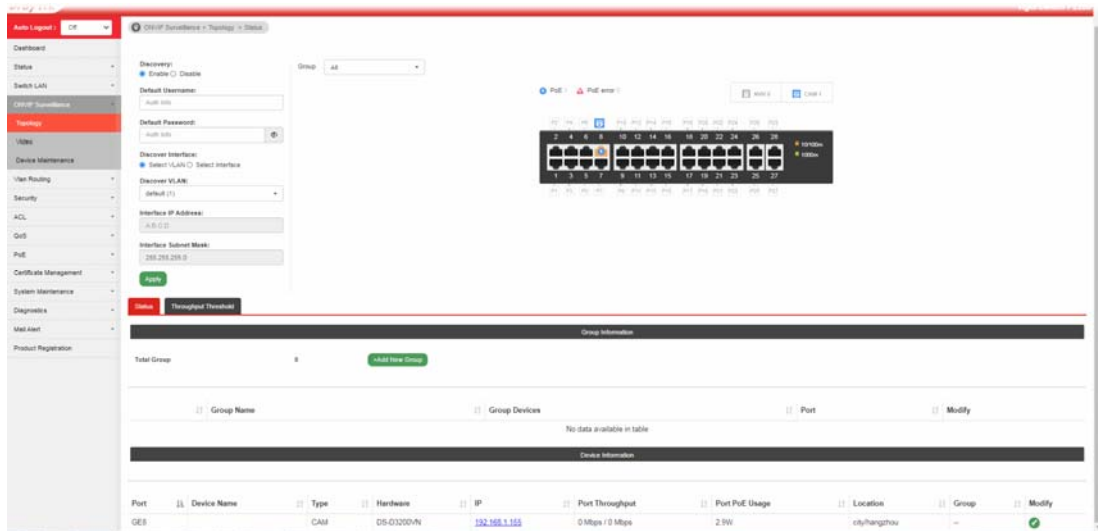 Auto Logout : Off
ONVIF Surveillance > Topology > Status
Dashboard
Status
Switch LAN
ONVIF Surveillance
Topology
Video
Device Maintenance
Vlan Routing
Security
ACL
QoS
PoE
Certificate Management
System Maintenance
Diagnostics
Mail Alert
Product Registration
Discovery:
Enable Disable
Default Username:
Auth Info
Default Password:
Auth Info
Discover Interface:
Select VLAN Select Interface
Discover VLAN:
default (1)
Interface IP Address:
A.B.C.D
Interface Subnet Mask:
255.255.255.0
Apply
Group All
PoE PoE error
2 4 6 8 10 12 14 16 18 20 22 24 26 28
10/100m
1000m
1 3 5 7 9 11 13 15 17 19 21 23 25 27
Status Throughput Threshold
Group Information
Total Group 0 +Add New Group
Group Name Group Devices Port Modify
No data available in table
Device Information
Port Device Name Type Hardware IP Port Throughput Port PoE Usage Location Group Modify
GE8 CAM DS-D3200VN 192.168.1.155 0 Mbps / 0 Mbps 2.9W city/hangzhou --